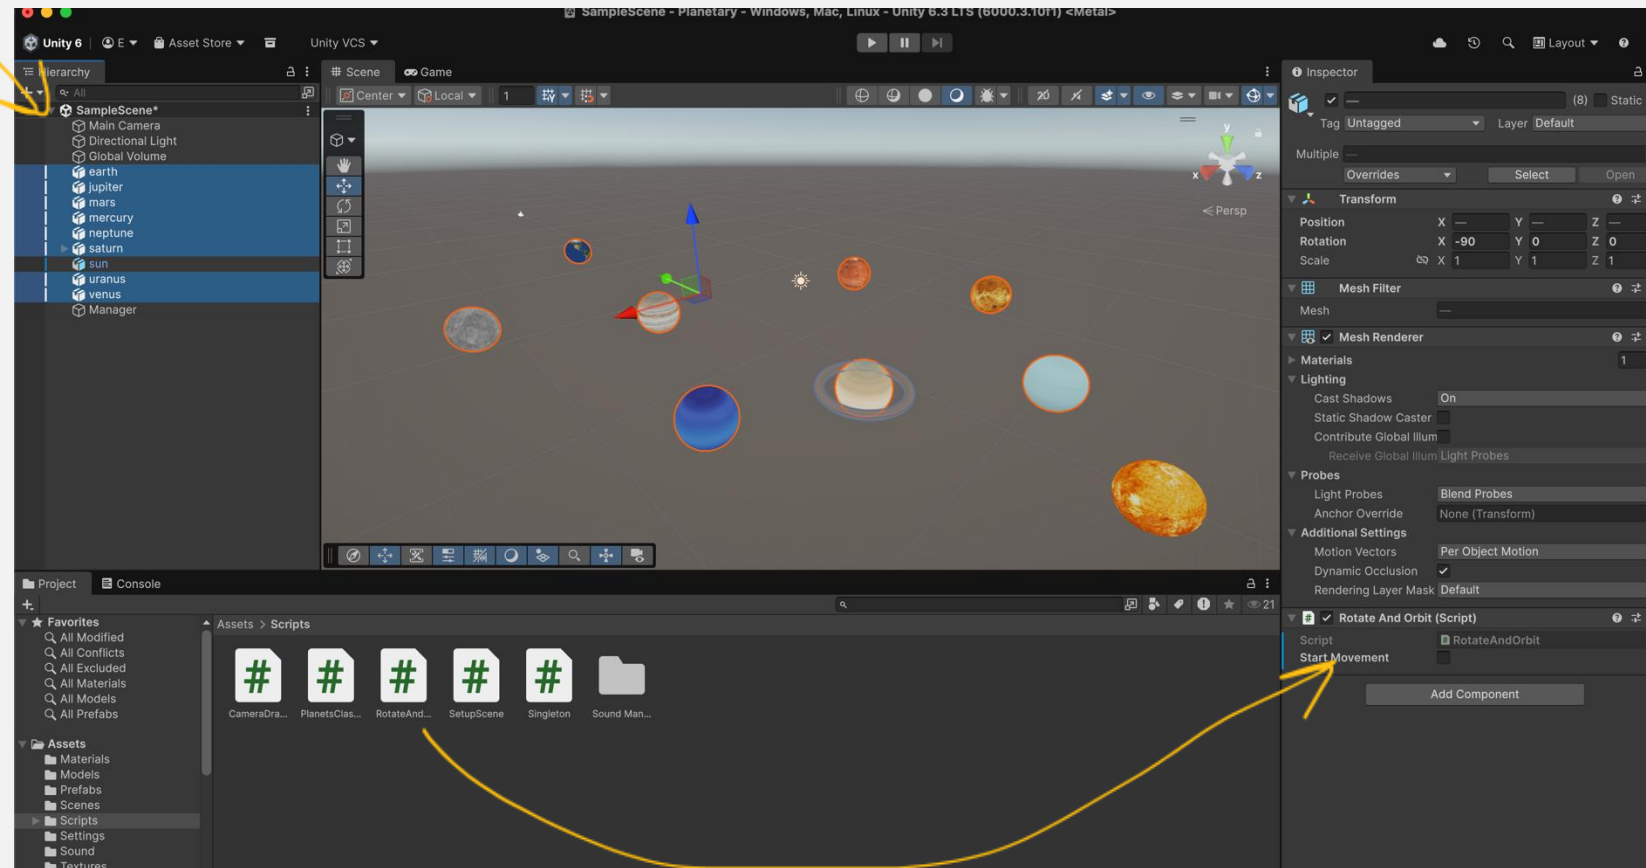 SampleScene - Planetary - Windows, Mac, Linux - Unity 6.3 LTS (6000.3.10f1) <Metal>
Unity 6 E Asset Store Unity VCS Layout
Hierarchy
All
SampleScene*
Main Camera
Directional Light
Global Volume
earth
jupiter
mars
mercury
neptune
saturn
sun
uranus
venus
Manager
Scene Game
Center Local 1 2D
y
x z
Persp
Inspector
— (8) Static
Tag Untagged Layer Default
Multiple —
Overrides Select Open
Transform
Position X — Y — Z —
Rotation X -90 Y 0 Z 0
Scale X 1 Y 1 Z 1
Mesh Filter
Mesh —
Mesh Renderer
Materials 1
Lighting
Cast Shadows On
Static Shadow Caster
Contribute Global Illum
Receive Global Illum Light Probes
Probes
Light Probes Blend Probes
Anchor Override None (Transform)
Additional Settings
Motion Vectors Per Object Motion
Dynamic Occlusion
Rendering Layer Mask Default
# Rotate And Orbit (Script)
Script RotateAndOrbit
Start Movement
Add Component
Project Console
21
Favorites
All Modified
All Conflicts
All Excluded
All Materials
All Models
All Prefabs
Assets
Materials
Models
Prefabs
Scenes
Scripts
Settings
Sound
Textures
Assets > Scripts
# # # # #
CameraDra... PlanetsClas... RotateAnd... SetupScene Singleton Sound Man...